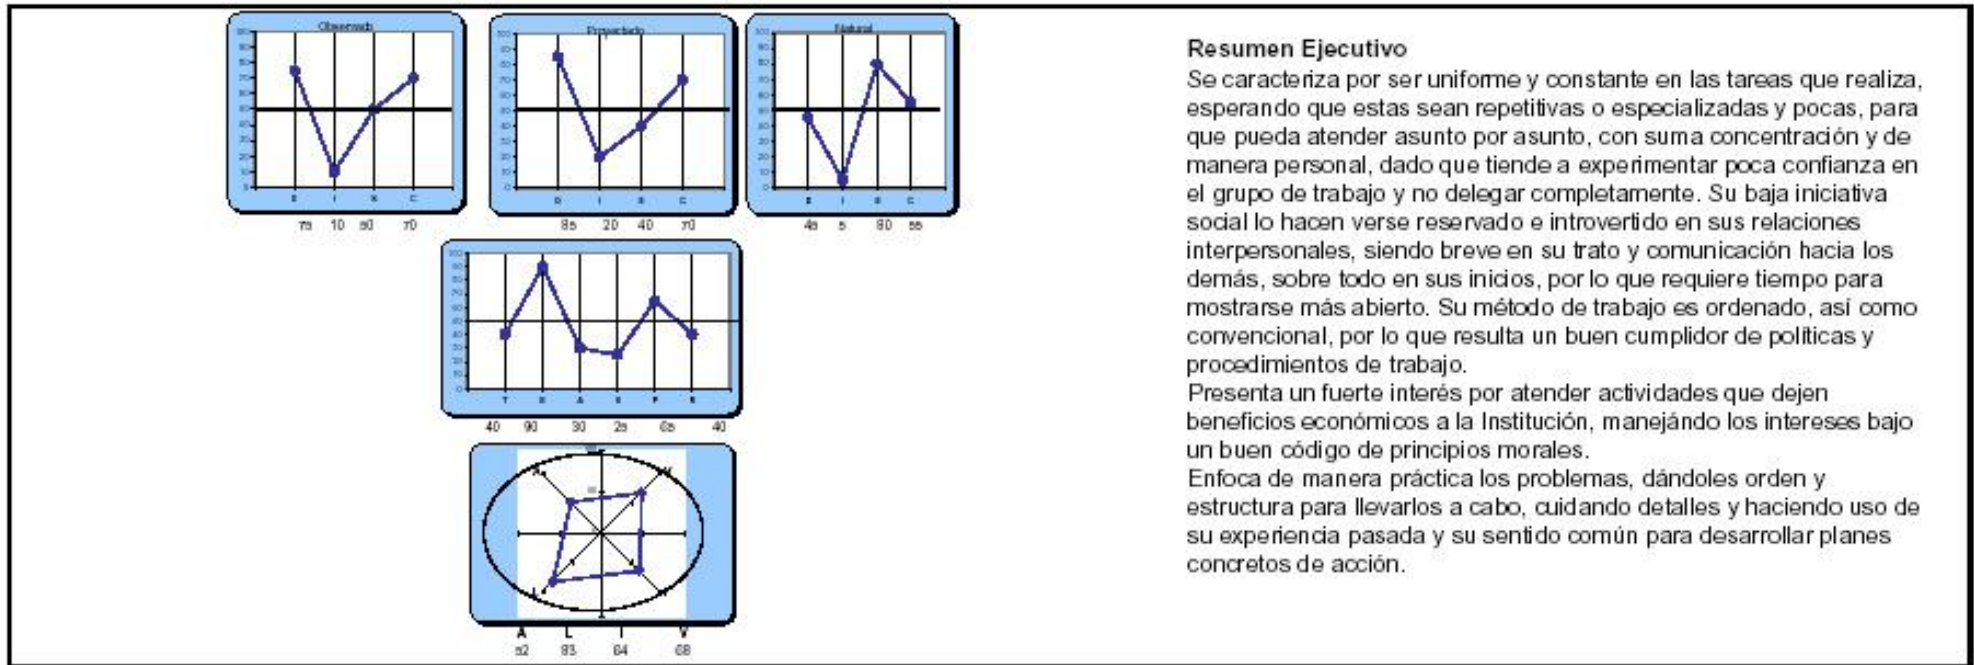 Observado
Proyectado
Natural
D I S C
75 10 50 70
D I S C
85 20 40 70
D I S C
45 5 80 55
T
A
P
40 90 30 25 65 40
A L I V
52 83 64 68
Resumen Ejecutivo
Se caracteriza por ser uniforme y constante en las tareas que realiza,
esperando que estas sean repetitivas o especializadas y pocas, para
que pueda atender asunto por asunto, con suma concentración y de
manera personal, dado que tiende a experimentar poca confianza en
el grupo de trabajo y no delegar completamente. Su baja iniciativa
social lo hacen verse reservado e introvertido en sus relaciones
interpersonales, siendo breve en su trato y comunicación hacia los
demás, sobre todo en sus inicios, por lo que requiere tiempo para
mostrarse más abierto. Su método de trabajo es ordenado, así como
convencional, por lo que resulta un buen cumplidor de políticas y
procedimientos de trabajo.
Presenta un fuerte interés por atender actividades que dejen
beneficios económicos a la Institución, manejándo los intereses bajo
un buen código de principios morales.
Enfoca de manera práctica los problemas, dándoles orden y
estructura para llevarlos a cabo, cuidando detalles y haciendo uso de
su experiencia pasada y su sentido común para desarrollar planes
concretos de acción.